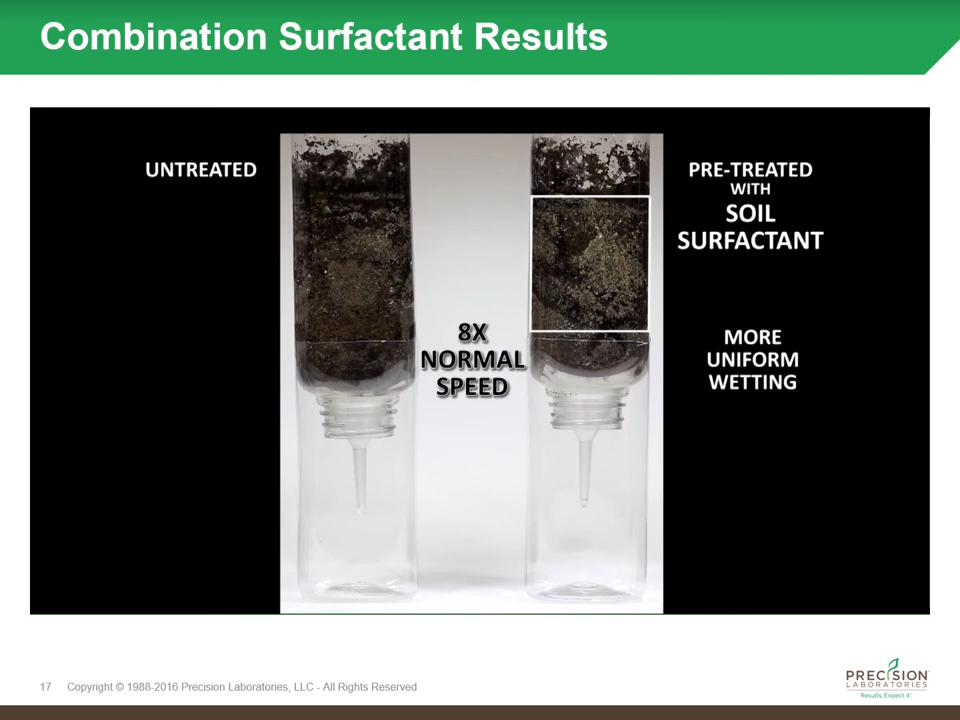 Combination Surfactant Results
UNTREATED
PRE-TREATED
WITH
SOIL
SURFACTANT
8X
NORMAL
SPEED
MORE
UNIFORM
WETTING
17 Copyright © 1988-2016 Precision Laboratories, LLC - All Rights Reserved
PRECISION
LABORATORIES
Results. Expect it.